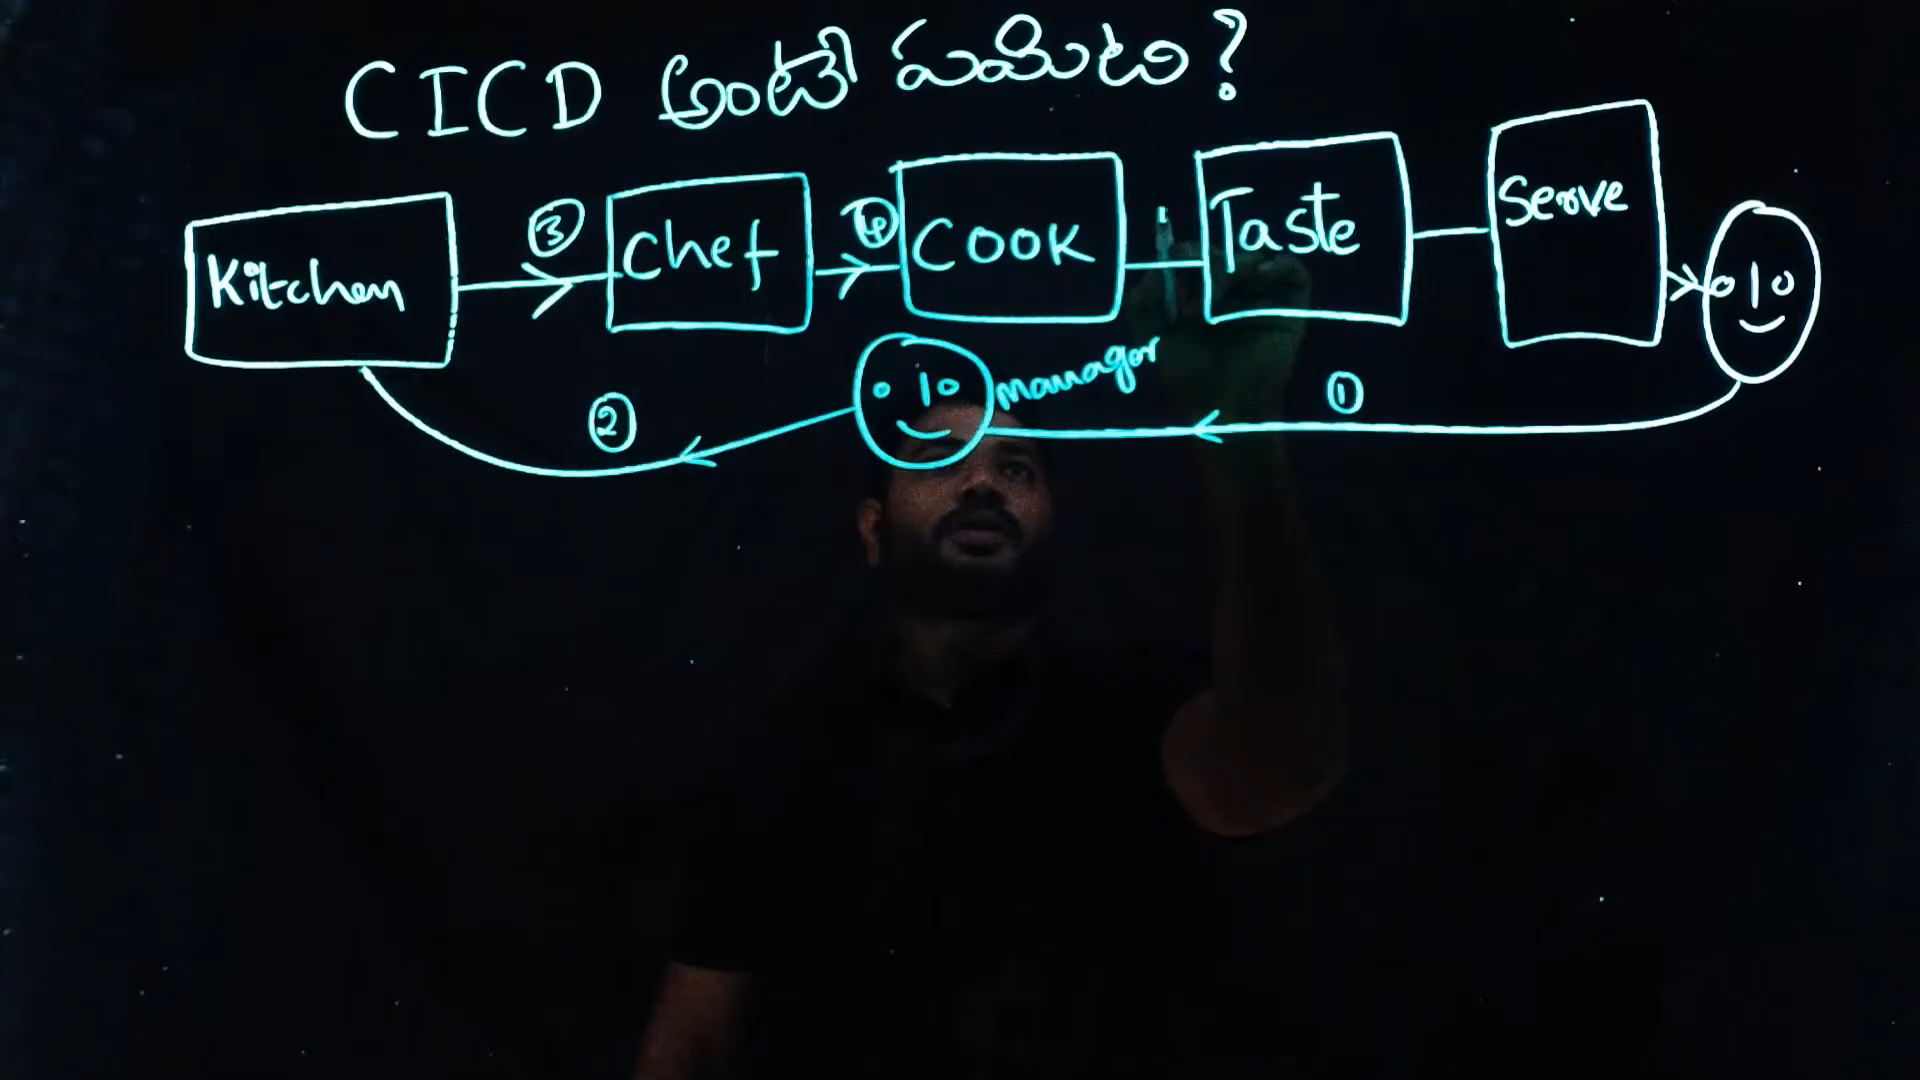 CICD అంటే ఏమిటి?
Kitchen
③
Chef
④
Cook
Taste
Serve
manager
②
①